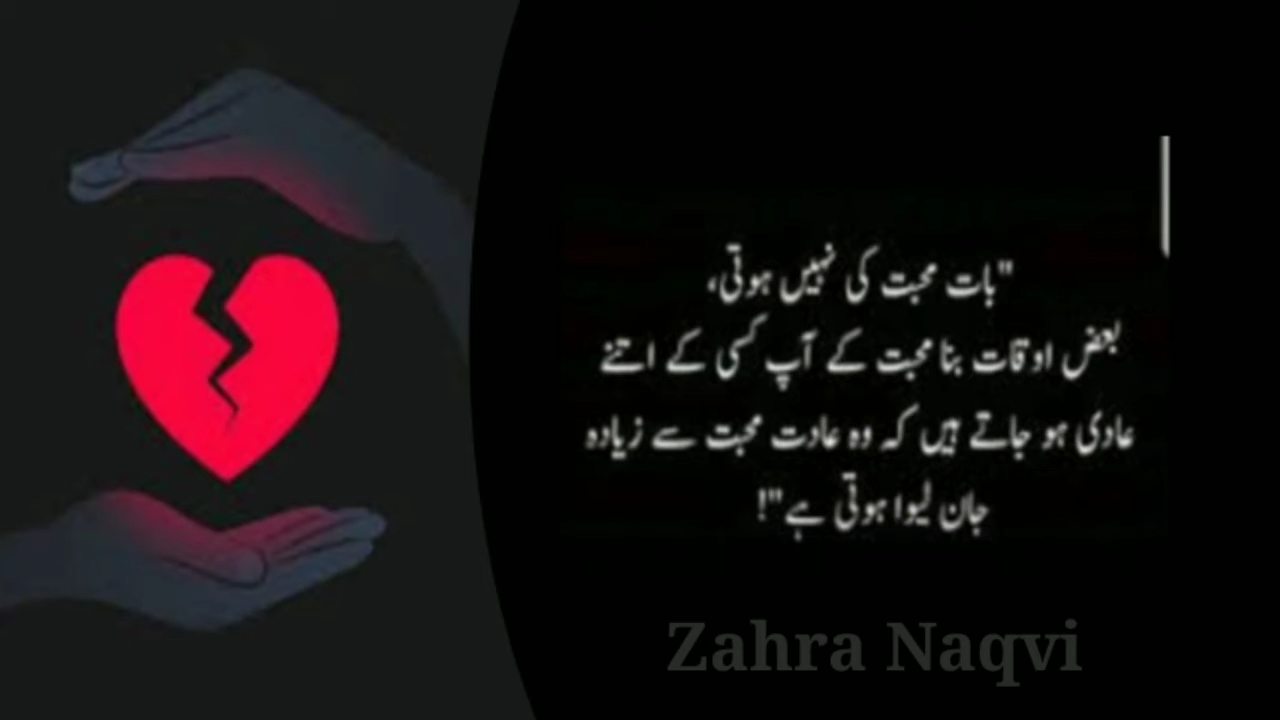 "بات محبت کی نہیں ہوتی،
بعض اوقات بنا محبت کے آپ کسی کے اتنے
عادی ہو جاتے ہیں کہ وہ عادت محبت سے زیادہ
جان لیوا ہوتی ہے"!
Zahra Naqvi